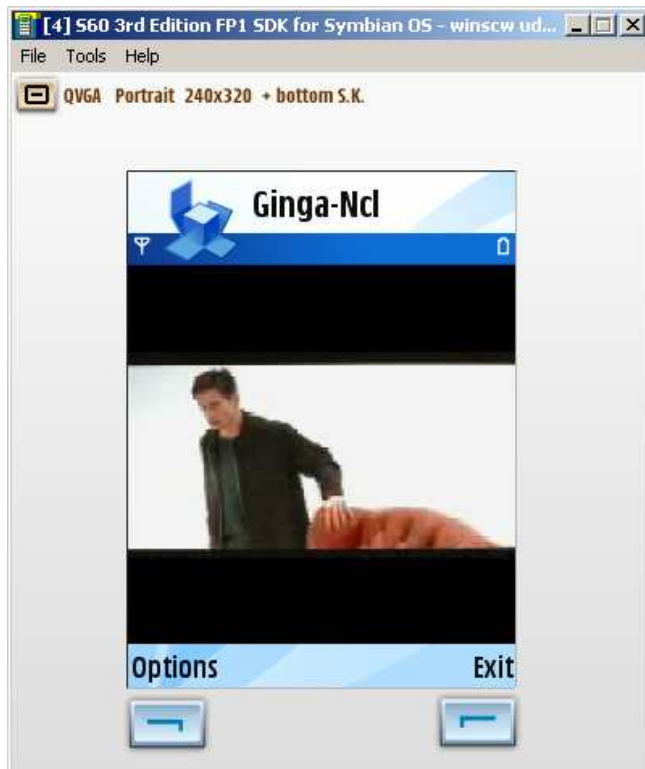 [4] S60 3rd Edition FP1 SDK for Symbian OS - winscw ud...
File Tools Help
QVGA Portrait 240x320 + bottom S.K.
Ginga-Ncl
Options Exit